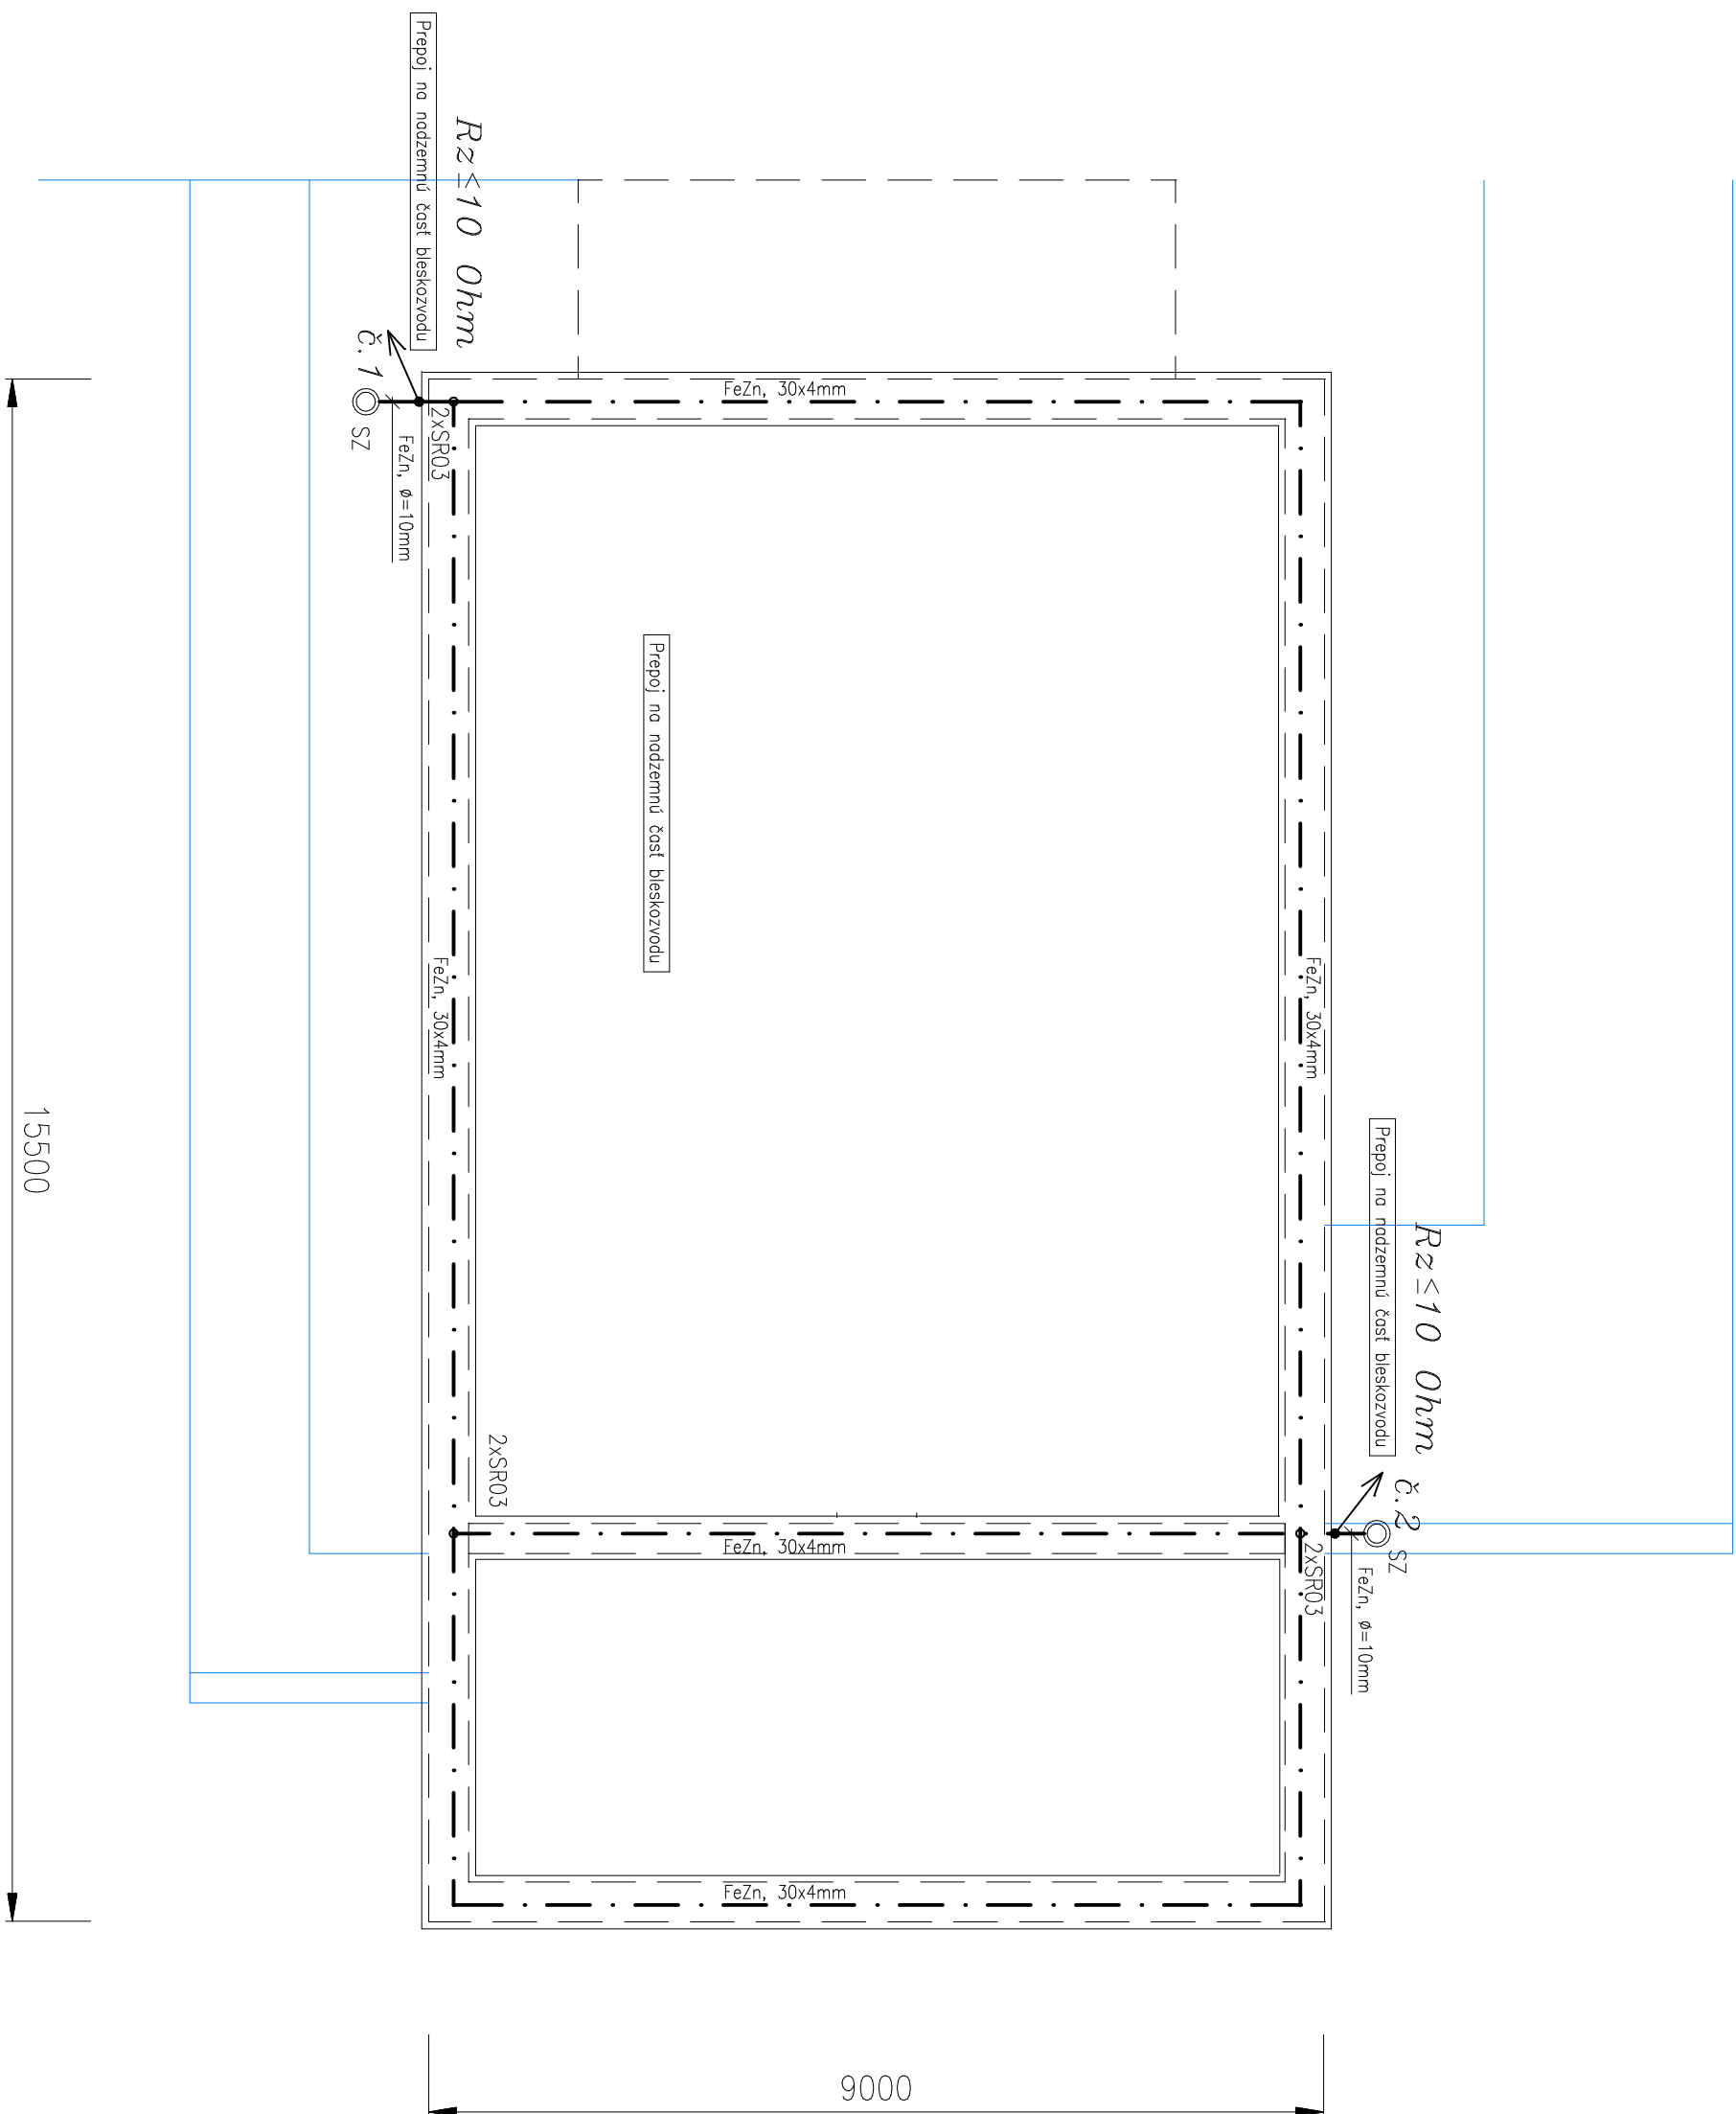 Prepoj na nadzemnú časť bleskozvodu
Rz≤10 Ohm
č.1
SZ
FeZn, ø=10mm
2xSR03
FeZn, 30x4mm
Prepoj na nadzemnú časť bleskozvodu
FeZn, 30x4mm
FeZn, 30x4mm
15500
Prepoj na nadzemnú časť bleskozvodu
Rz≤10 Ohm
č.2
SZ
FeZn, ø=10mm
2xSR03
2xSR03
FeZn, 30x4mm
FeZn, 30x4mm
9000